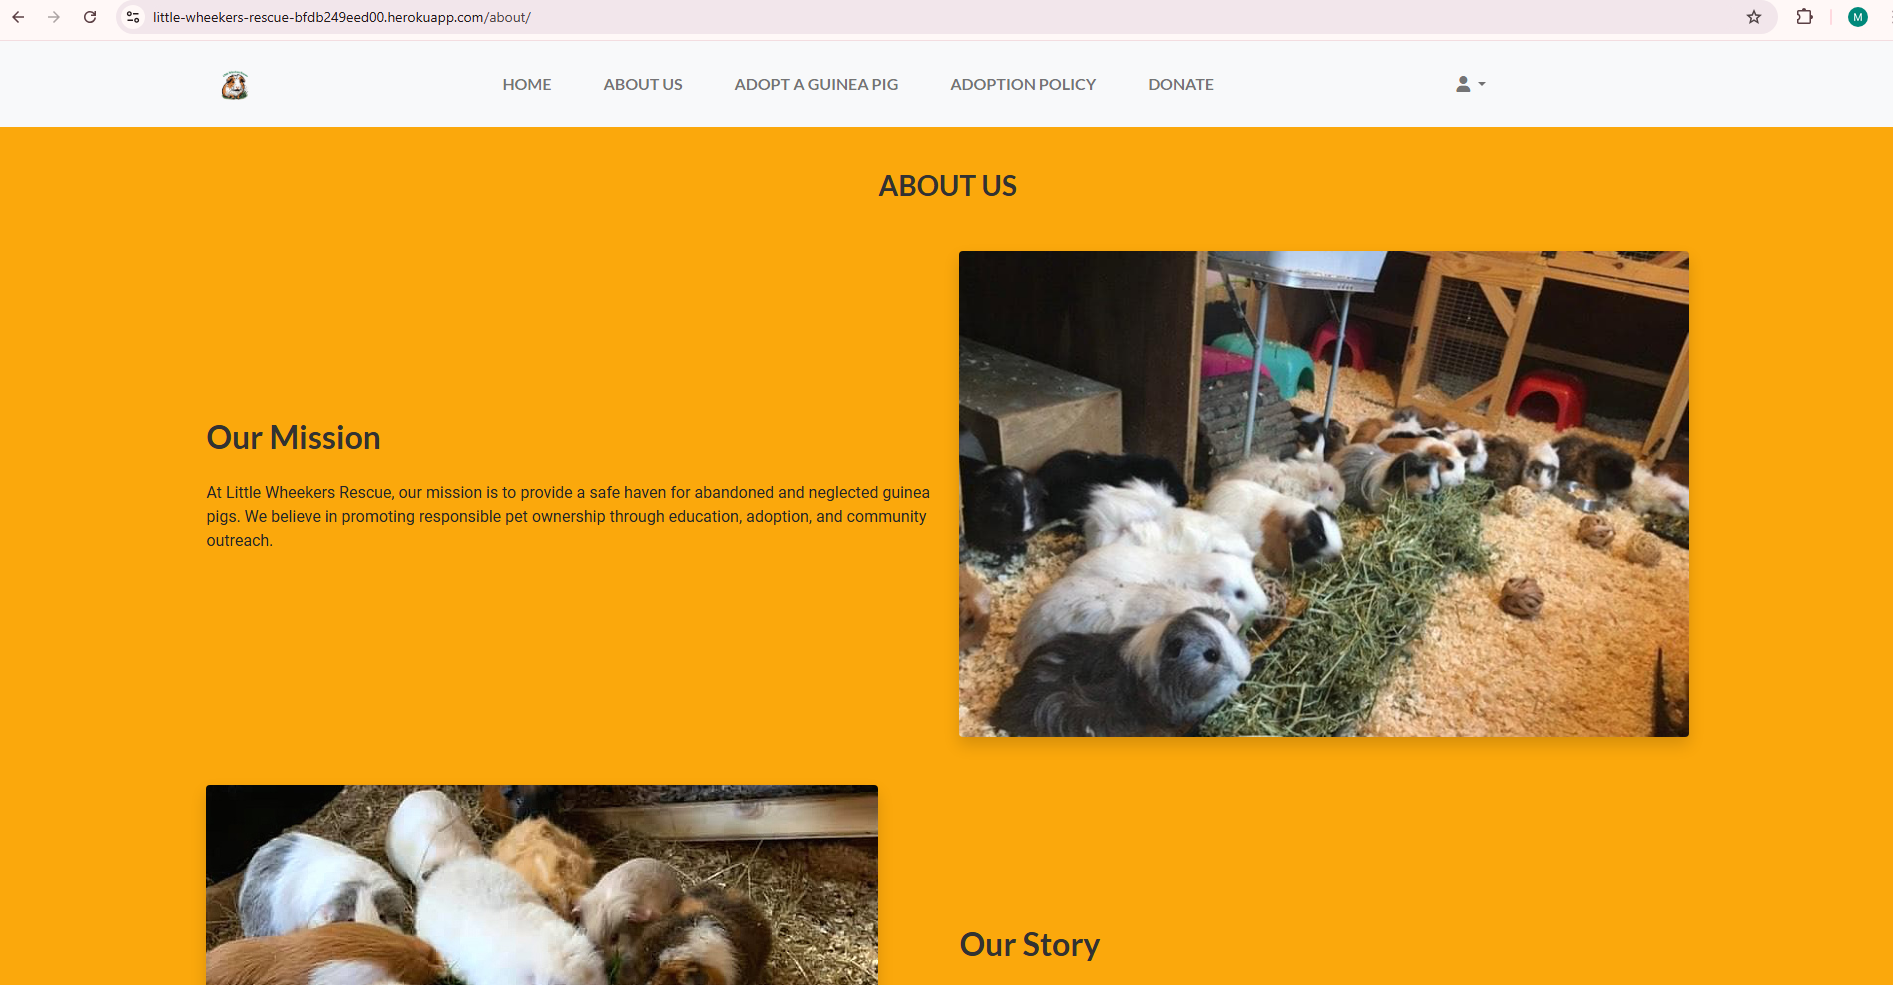 little-wheekers-rescue-bfdb249eed00.herokuapp.com/about/
M
HOME
ABOUT US
ADOPT A GUINEA PIG
ADOPTION POLICY
DONATE
ABOUT US
Our Mission
At Little Wheekers Rescue, our mission is to provide a safe haven for abandoned and neglected guinea
pigs. We believe in promoting responsible pet ownership through education, adoption, and community
outreach.
Our Story